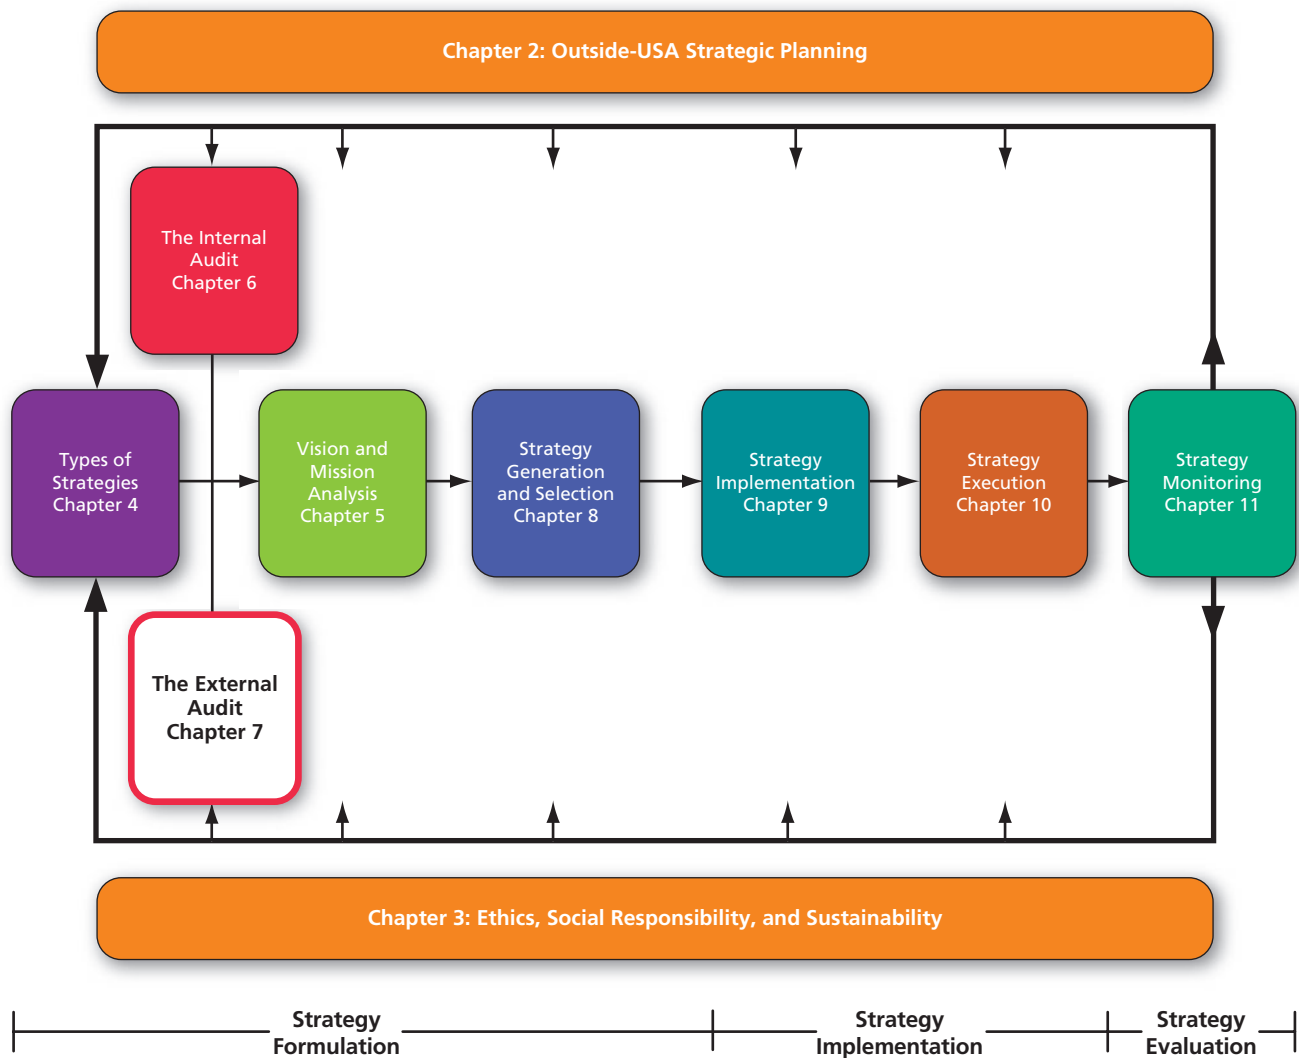 Chapter 2: Outside-USA Strategic Planning
The Internal
Audit
Chapter 6
Types of
Strategies
Chapter 4
Vision and
Mission
Analysis
Chapter 5
Strategy
Generation
and Selection
Chapter 8
Strategy
Implementation
Chapter 9
Strategy
Execution
Chapter 10
Strategy
Monitoring
Chapter 11
The External
Audit
Chapter 7
Chapter 3: Ethics, Social Responsibility, and Sustainability
Strategy
Formulation
Strategy
Implementation
Strategy
Evaluation